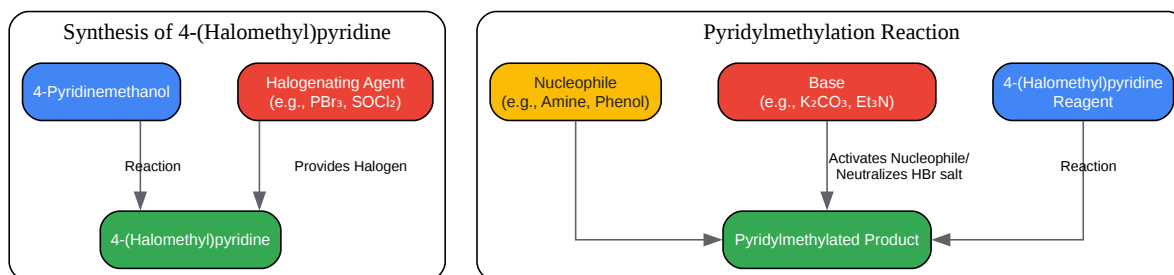 Synthesis of 4-(Halomethyl)pyridine
4-Pyridinemethanol
Halogenating Agent
(e.g., PBr₃, SOCl₂)
Reaction
Provides Halogen
4-(Halomethyl)pyridine
Pyridylmethylation Reaction
Nucleophile
(e.g., Amine, Phenol)
Base
(e.g., K₂CO₃, Et₃N)
4-(Halomethyl)pyridine
Reagent
Activates Nucleophile/
Neutralizes HBr salt
Reaction
Pyridylmethylated Product